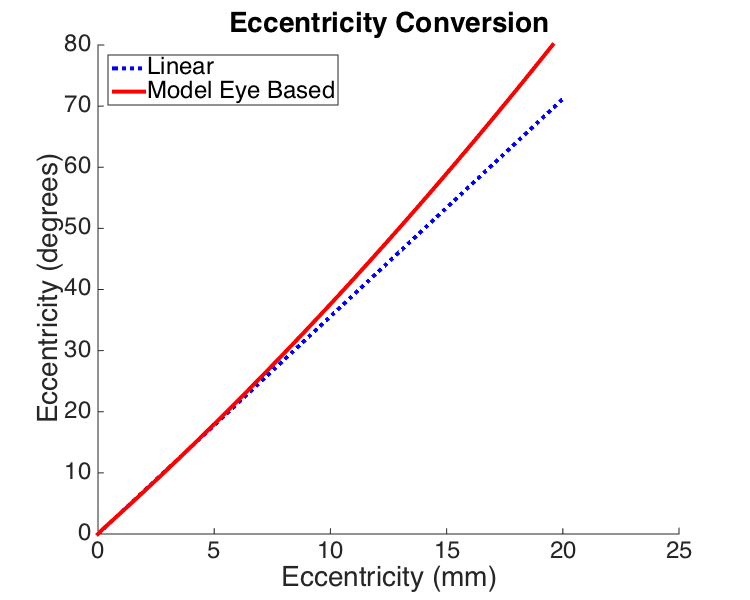 Eccentricity Conversion
Linear
Model Eye Based
80
70
60
50
40
30
20
10
0
Eccentricity (degrees)
0 5 10 15 20 25
Eccentricity (mm)